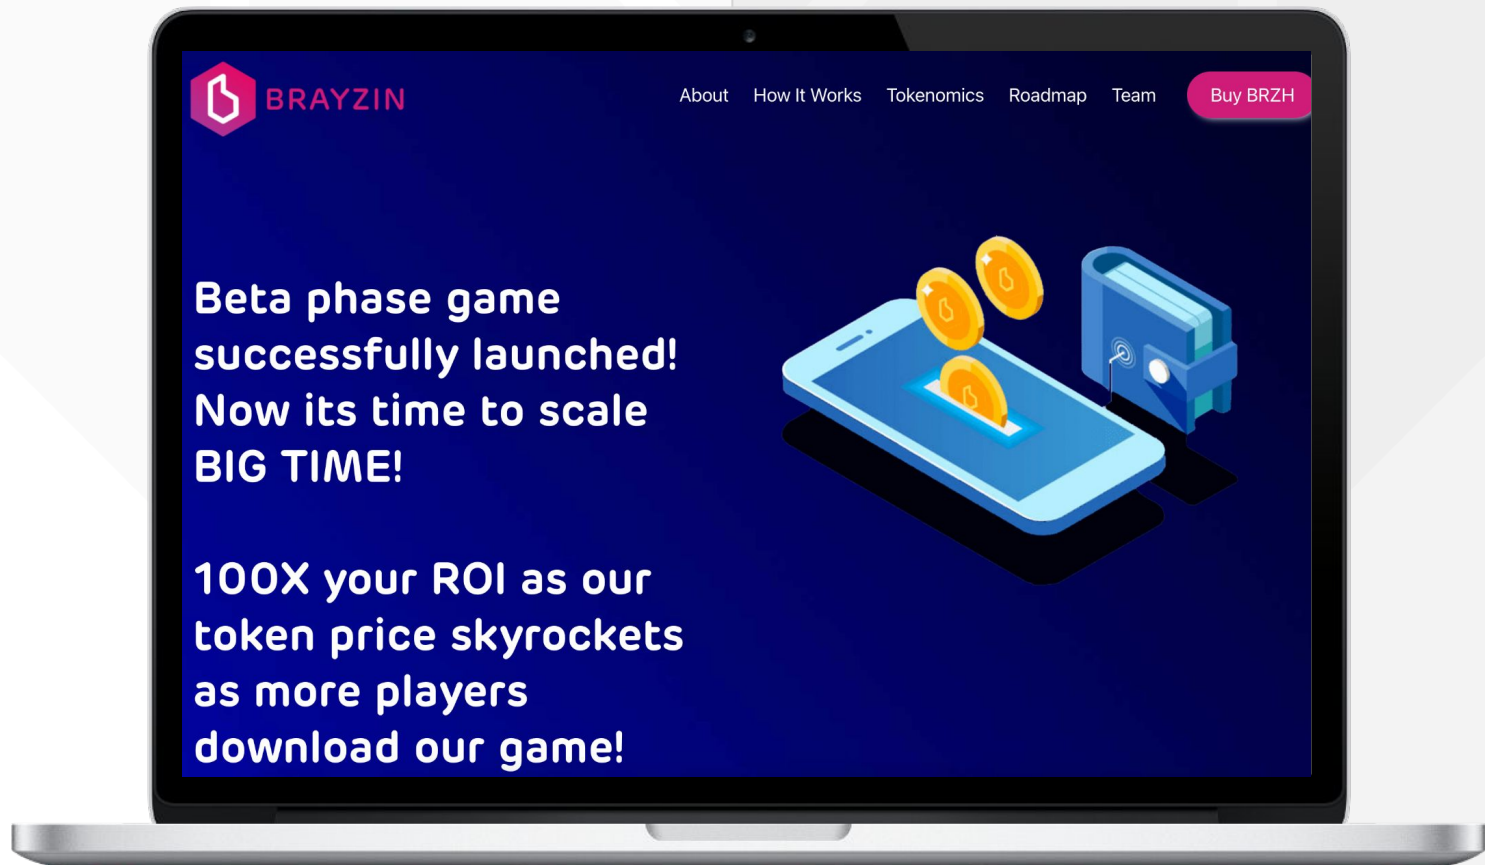 BRAYZIN
About How It Works Tokenomics Roadmap Team Buy BRZH
Beta phase game
successfully launched!
Now its time to scale
BIG TIME!
100X your ROI as our
token price skyrockets
as more players
download our game!